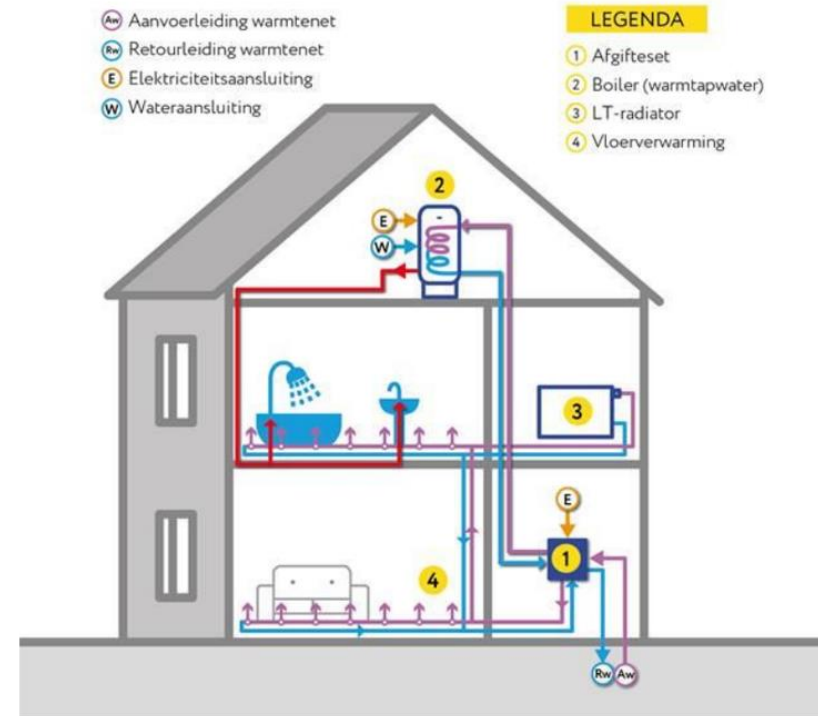 Aw Aanvoerleiding warmtenet
Rw Retourleiding warmtenet
E Elektriciteitsaansluiting
W Wateraansluiting
LEGENDA
1 Afgifteset
2 Boiler (warmtapwater)
3 LT-radiator
4 Vloerverwarming
2
E
W
3
E
1
4
Rw Aw